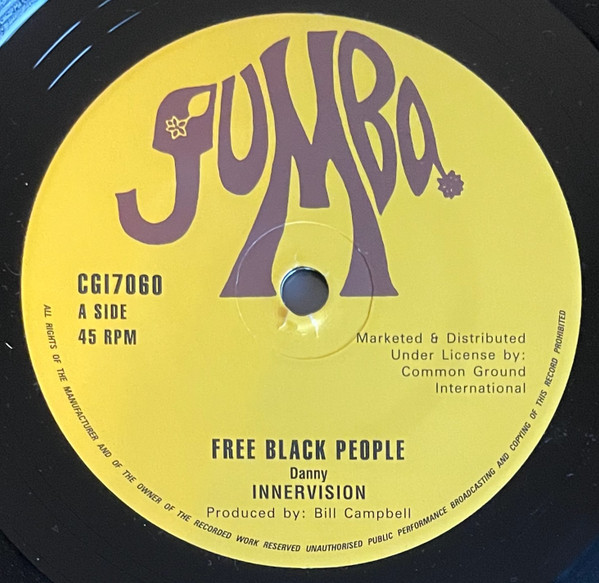 JUMBa
CGI7060
A SIDE
45 RPM
Marketed & Distributed
Under License by:
Common Ground
International
FREE BLACK PEOPLE
Danny
INNERVISION
Produced by: Bill Campbell
ALL RIGHTS OF THE MANUFACTURER AND OF THE OWNER OF THE RECORDED WORK RESERVED UNAUTHORISED PUBLIC PERFORMANCE BROADCASTING AND COPYING OF THIS RECORD PROHIBITED